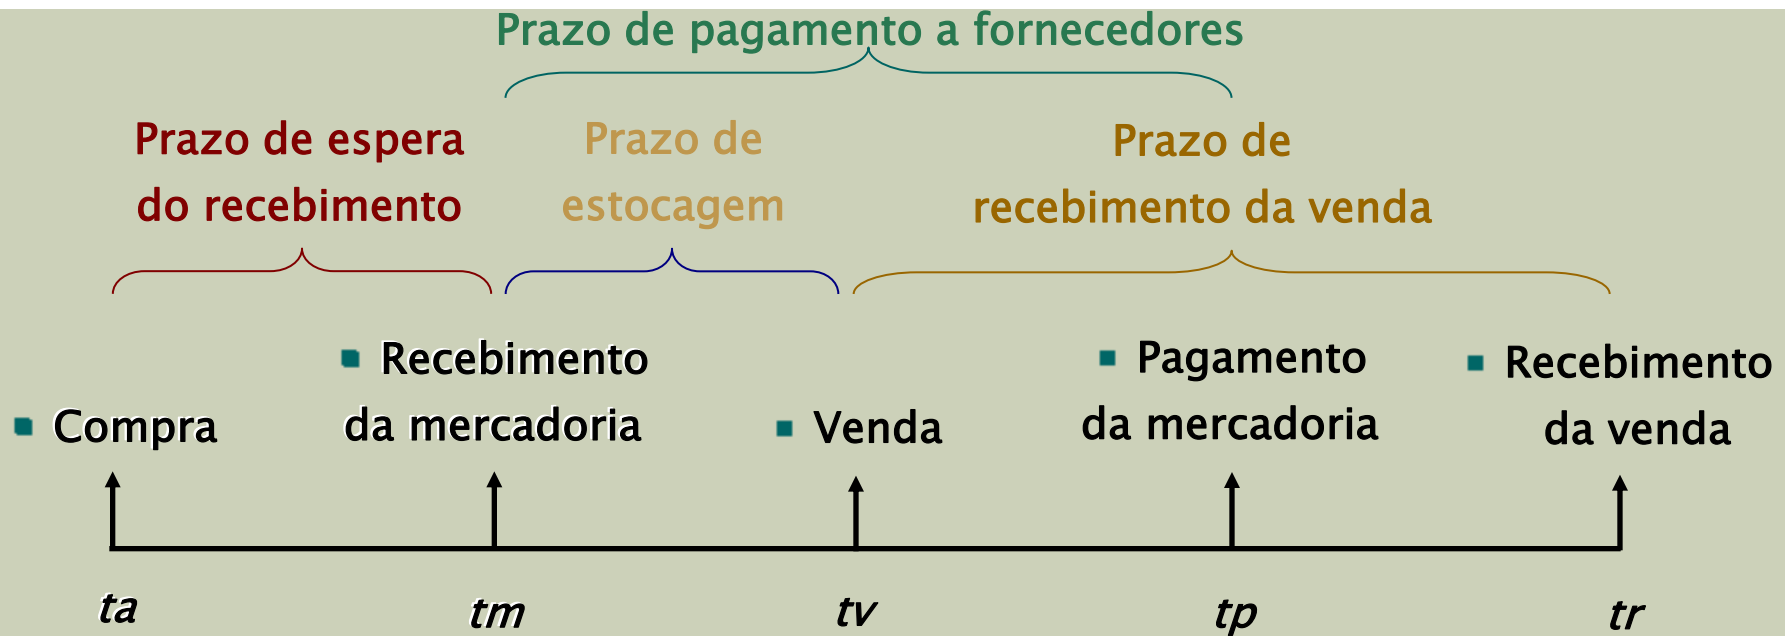 Prazo de pagamento a fornecedores
Prazo de espera
do recebimento
Prazo de
estocagem
Prazo de
recebimento da venda
Compra
Recebimento
da mercadoria
Venda
Pagamento
da mercadoria
Recebimento
da venda
ta
tm
tv
tp
tr